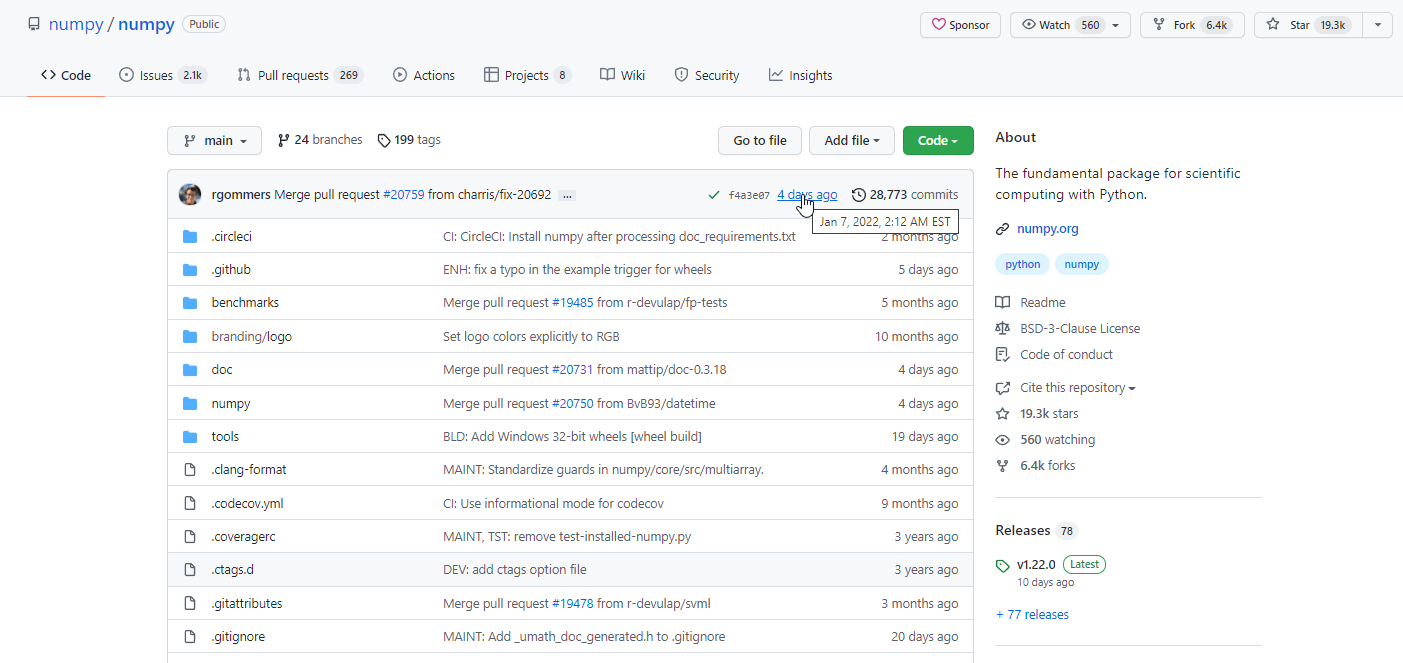 numpy / numpy Public Sponsor Watch 560 Fork 6.4k Star 19.3k
Code Issues 2.1k Pull requests 269 Actions Projects 8 Wiki Security Insights
main 24 branches 199 tags Go to file Add file Code
rgommers Merge pull request #20759 from charris/fix-20692 ... f4a3e07 4 days ago 28,773 commits
Jan 7, 2022, 2:12 AM EST
.circleci CI: CircleCI: Install numpy after processing doc_requirements.txt 2 months ago
.github ENH: fix a typo in the example trigger for wheels 5 days ago
benchmarks Merge pull request #19485 from r-devulap/fp-tests 5 months ago
branding/logo Set logo colors explicitly to RGB 10 months ago
doc Merge pull request #20731 from mattip/doc-0.3.18 4 days ago
numpy Merge pull request #20750 from BvB93/datetime 4 days ago
tools BLD: Add Windows 32-bit wheels [wheel build] 19 days ago
.clang-format MAINT: Standardize guards in numpy/core/src/multiarray. 4 months ago
.codecov.yml CI: Use informational mode for codecov 9 months ago
.coveragerc MAINT, TST: remove test-installed-numpy.py 3 years ago
.ctags.d DEV: add ctags option file 3 years ago
.gitattributes Merge pull request #19478 from r-devulap/svml 3 months ago
.gitignore MAINT: Add _umath_doc_generated.h to .gitignore 20 days ago
About
The fundamental package for scientific
computing with Python.
numpy.org
python numpy
Readme
BSD-3-Clause License
Code of conduct
Cite this repository
19.3k stars
560 watching
6.4k forks
Releases 78
v1.22.0 Latest
10 days ago
+ 77 releases